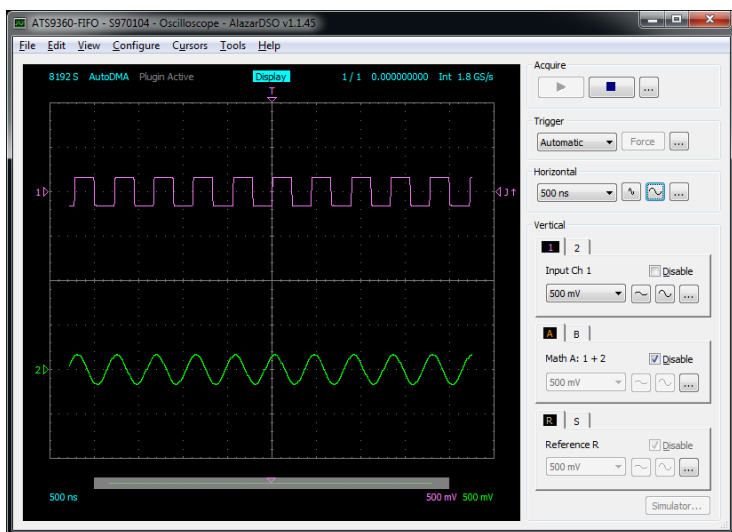 ATS9360-FIFO - S970104 - Oscilloscope - AlazarDSO v1.1.45
File Edit View Configure Cursors Tools Help
8192 S AutoDMA Plugin Active Display 1 / 1 0.000000000 Int 1.8 GS/s
T
1
J↑
2
500 ns 500 mV 500 mV
Acquire
...
Trigger
Automatic Force ...
Horizontal
500 ns ...
Vertical
1 2
Input Ch 1 Disable
500 mV ...
A B
Math A: 1 + 2 Disable
500 mV ...
R S
Reference R Disable
500 mV ...
Simulator...